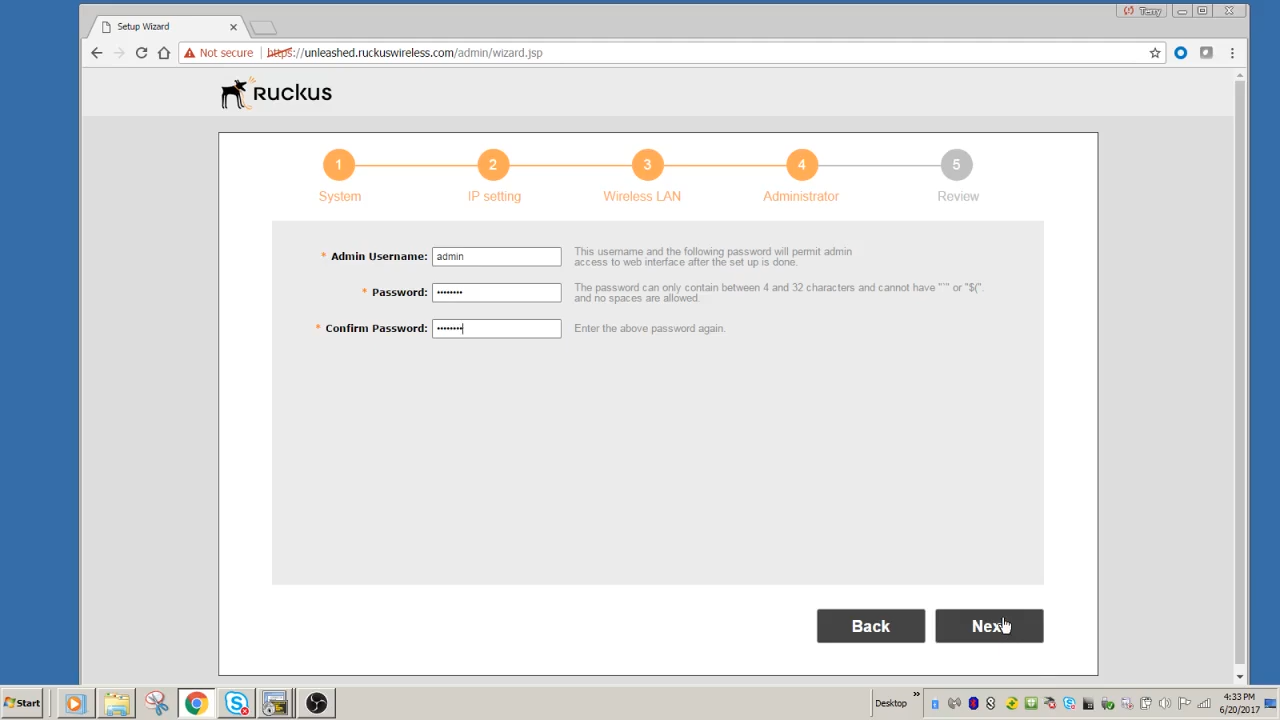 Terry
Setup Wizard
Not secure https://unleashed.ruckuswireless.com/admin/wizard.jsp
Ruckus
1 2 3 4 5
System IP setting Wireless LAN Administrator Review
* Admin Username: admin This username and the following password will permit admin
access to web interface after the set up is done.
* Password: •••••••• The password can only contain between 4 and 32 characters and cannot have "`" or "$(".
and no spaces are allowed.
* Confirm Password: •••••••• Enter the above password again.
Back Next
Start Desktop » 4:33 PM
6/20/2017